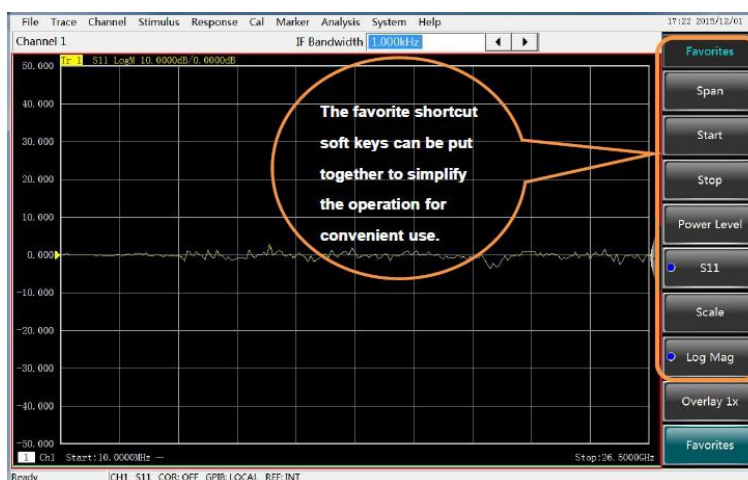 File Trace Channel Stimulus Response Cal Marker Analysis System Help
17:22 2015/12/01
Channel 1
IF Bandwidth 1.000kHz
Tr 1 S11 LogM 10.0000dB/0.0000dB
50.000
40.000
30.000
20.000
10.000
0.000
-10.000
-20.000
-30.000
-40.000
-50.000
The favorite shortcut
soft keys can be put
together to simplify
the operation for
convenient use.
Favorites
Span
Start
Stop
Power Level
S11
Scale
Log Mag
Overlay 1x
Favorites
1 Ch1 Start:10.0000MHz —
Stop:26.5000GHz
Ready
CH1 S11 COR:OFF GPIB:LOCAL REF:INT